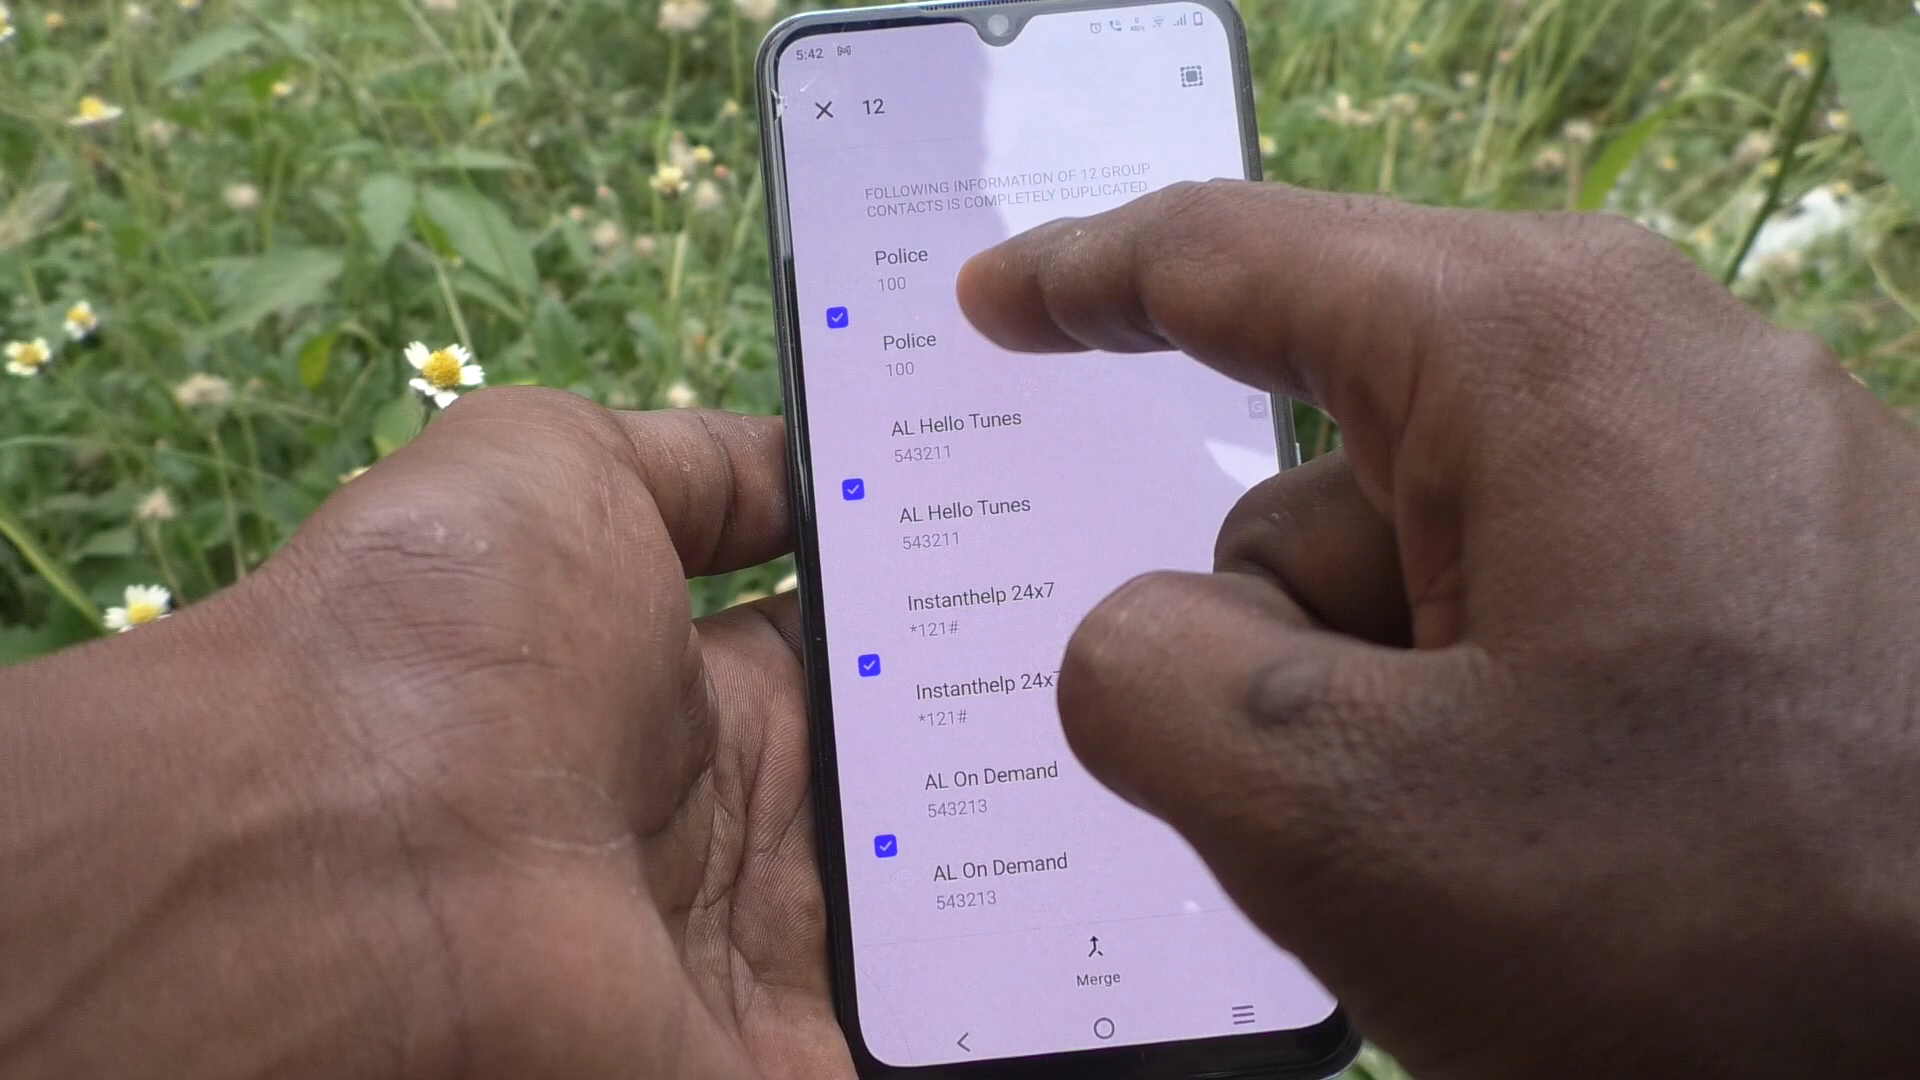 5:42
12
FOLLOWING INFORMATION OF 12 GROUP
CONTACTS IS COMPLETELY DUPLICATED
Police
100
Police
100
AL Hello Tunes
543211
AL Hello Tunes
543211
Instanthelp 24x7
*121#
Instanthelp 24x7
*121#
AL On Demand
543213
AL On Demand
543213
Merge